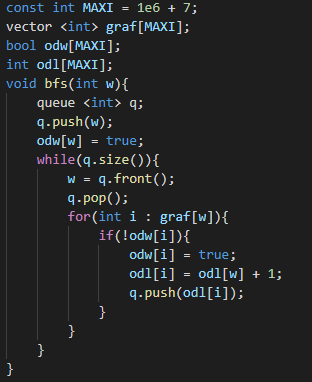 const int MAXI = 1e6 + 7;
vector <int> graf[MAXI];
bool odw[MAXI];
int odl[MAXI];
void bfs(int w){
    queue <int> q;
    q.push(w);
    odw[w] = true;
    while(q.size()){
        w = q.front();
        q.pop();
        for(int i : graf[w]){
            if(!odw[i]){
                odw[i] = true;
                odl[i] = odl[w] + 1;
                q.push(odl[i]);
            }
        }
    }
}